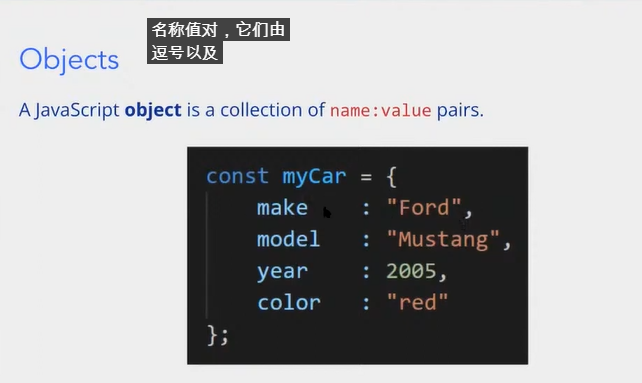 名称值对，它们由
逗号以及
Objects
A JavaScript object is a collection of name:value pairs.
const myCar = {
make : "Ford",
model : "Mustang",
year : 2005,
color : "red"
};